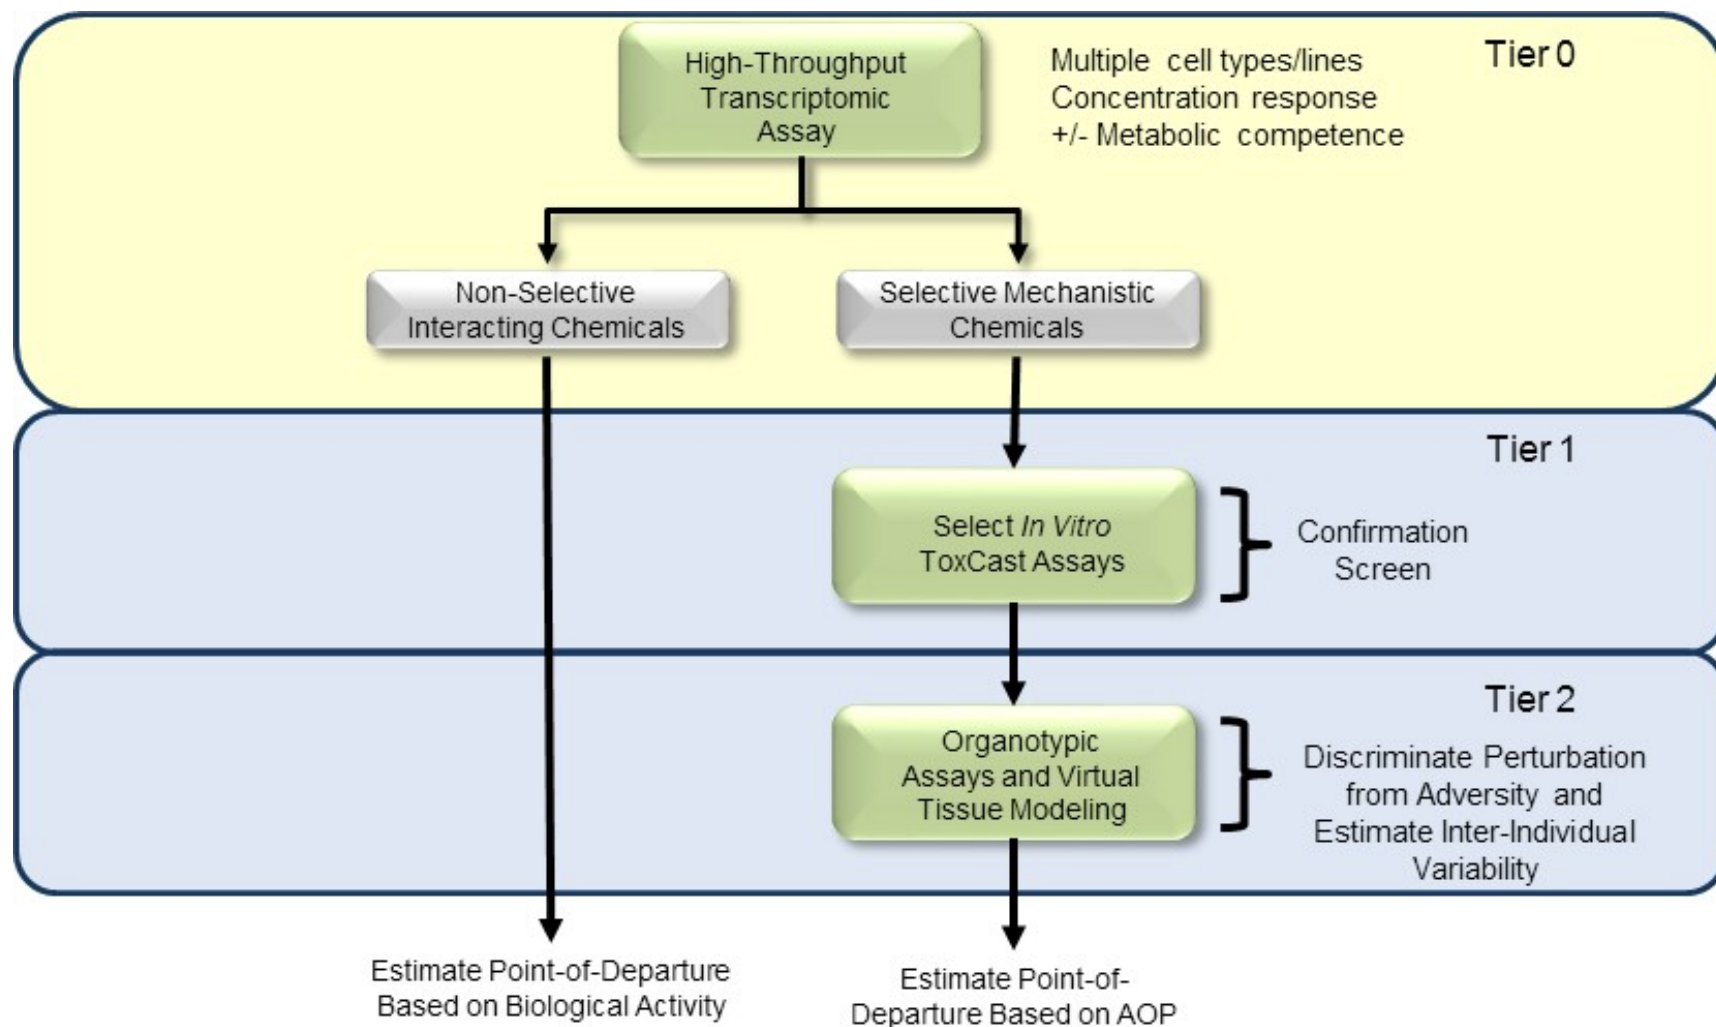 Tier 0
High-Throughput
Transcriptomic
Assay
Multiple cell types/lines
Concentration response
+/- Metabolic competence
Non-Selective
Interacting Chemicals
Selective Mechanistic
Chemicals
Tier 1
Select In Vitro
ToxCast Assays
Confirmation
Screen
Tier 2
Organotypic
Assays and Virtual
Tissue Modeling
Discriminate Perturbation
from Adversity and
Estimate Inter-Individual
Variability
Estimate Point-of-Departure
Based on Biological Activity
Estimate Point-of-
Departure Based on AOP